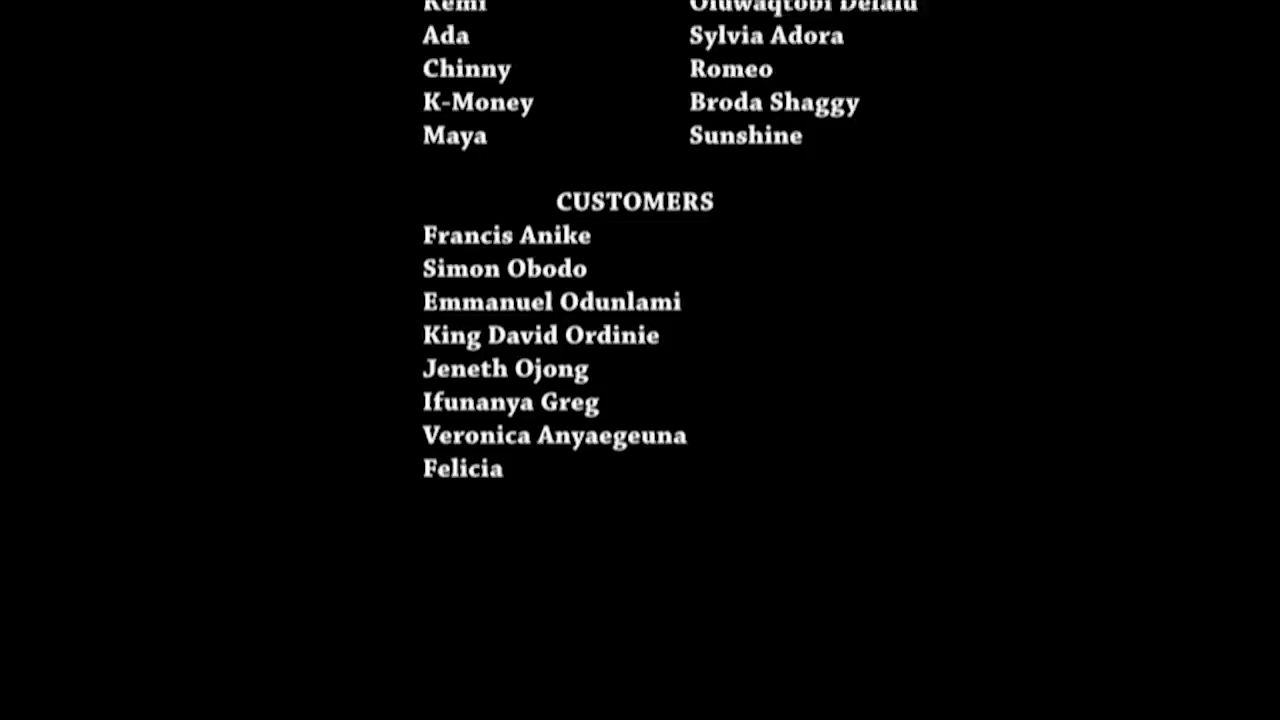 Kemi
Ada Sylvia Adora
Chinny Romeo
K-Money Broda Shaggy
Maya Sunshine
CUSTOMERS
Francis Anike
Simon Obodo
Emmanuel Odunlami
King David Ordinie
Jeneth Ojong
Ifunanya Greg
Veronica Anyaegeuna
Felicia